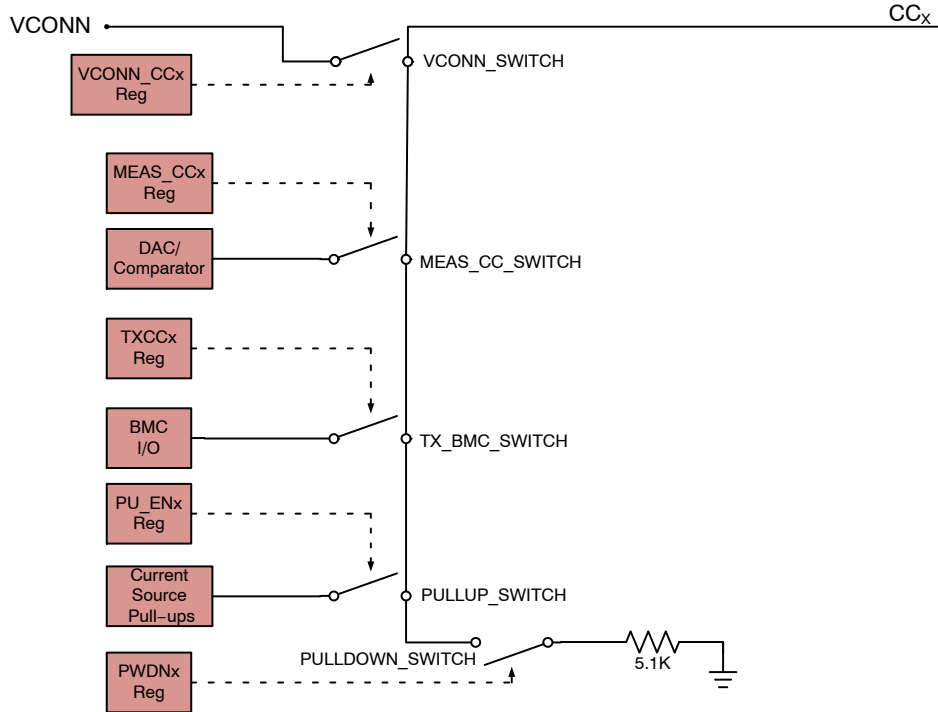 VCONN
CCX
VCONN_CCx
Reg
VCONN_SWITCH
MEAS_CCx
Reg
DAC/
Comparator
MEAS_CC_SWITCH
TXCCx
Reg
BMC
I/O
TX_BMC_SWITCH
PU_ENx
Reg
Current
Source
Pull−ups
PULLUP_SWITCH
PULLDOWN_SWITCH
5.1K
PWDNx
Reg